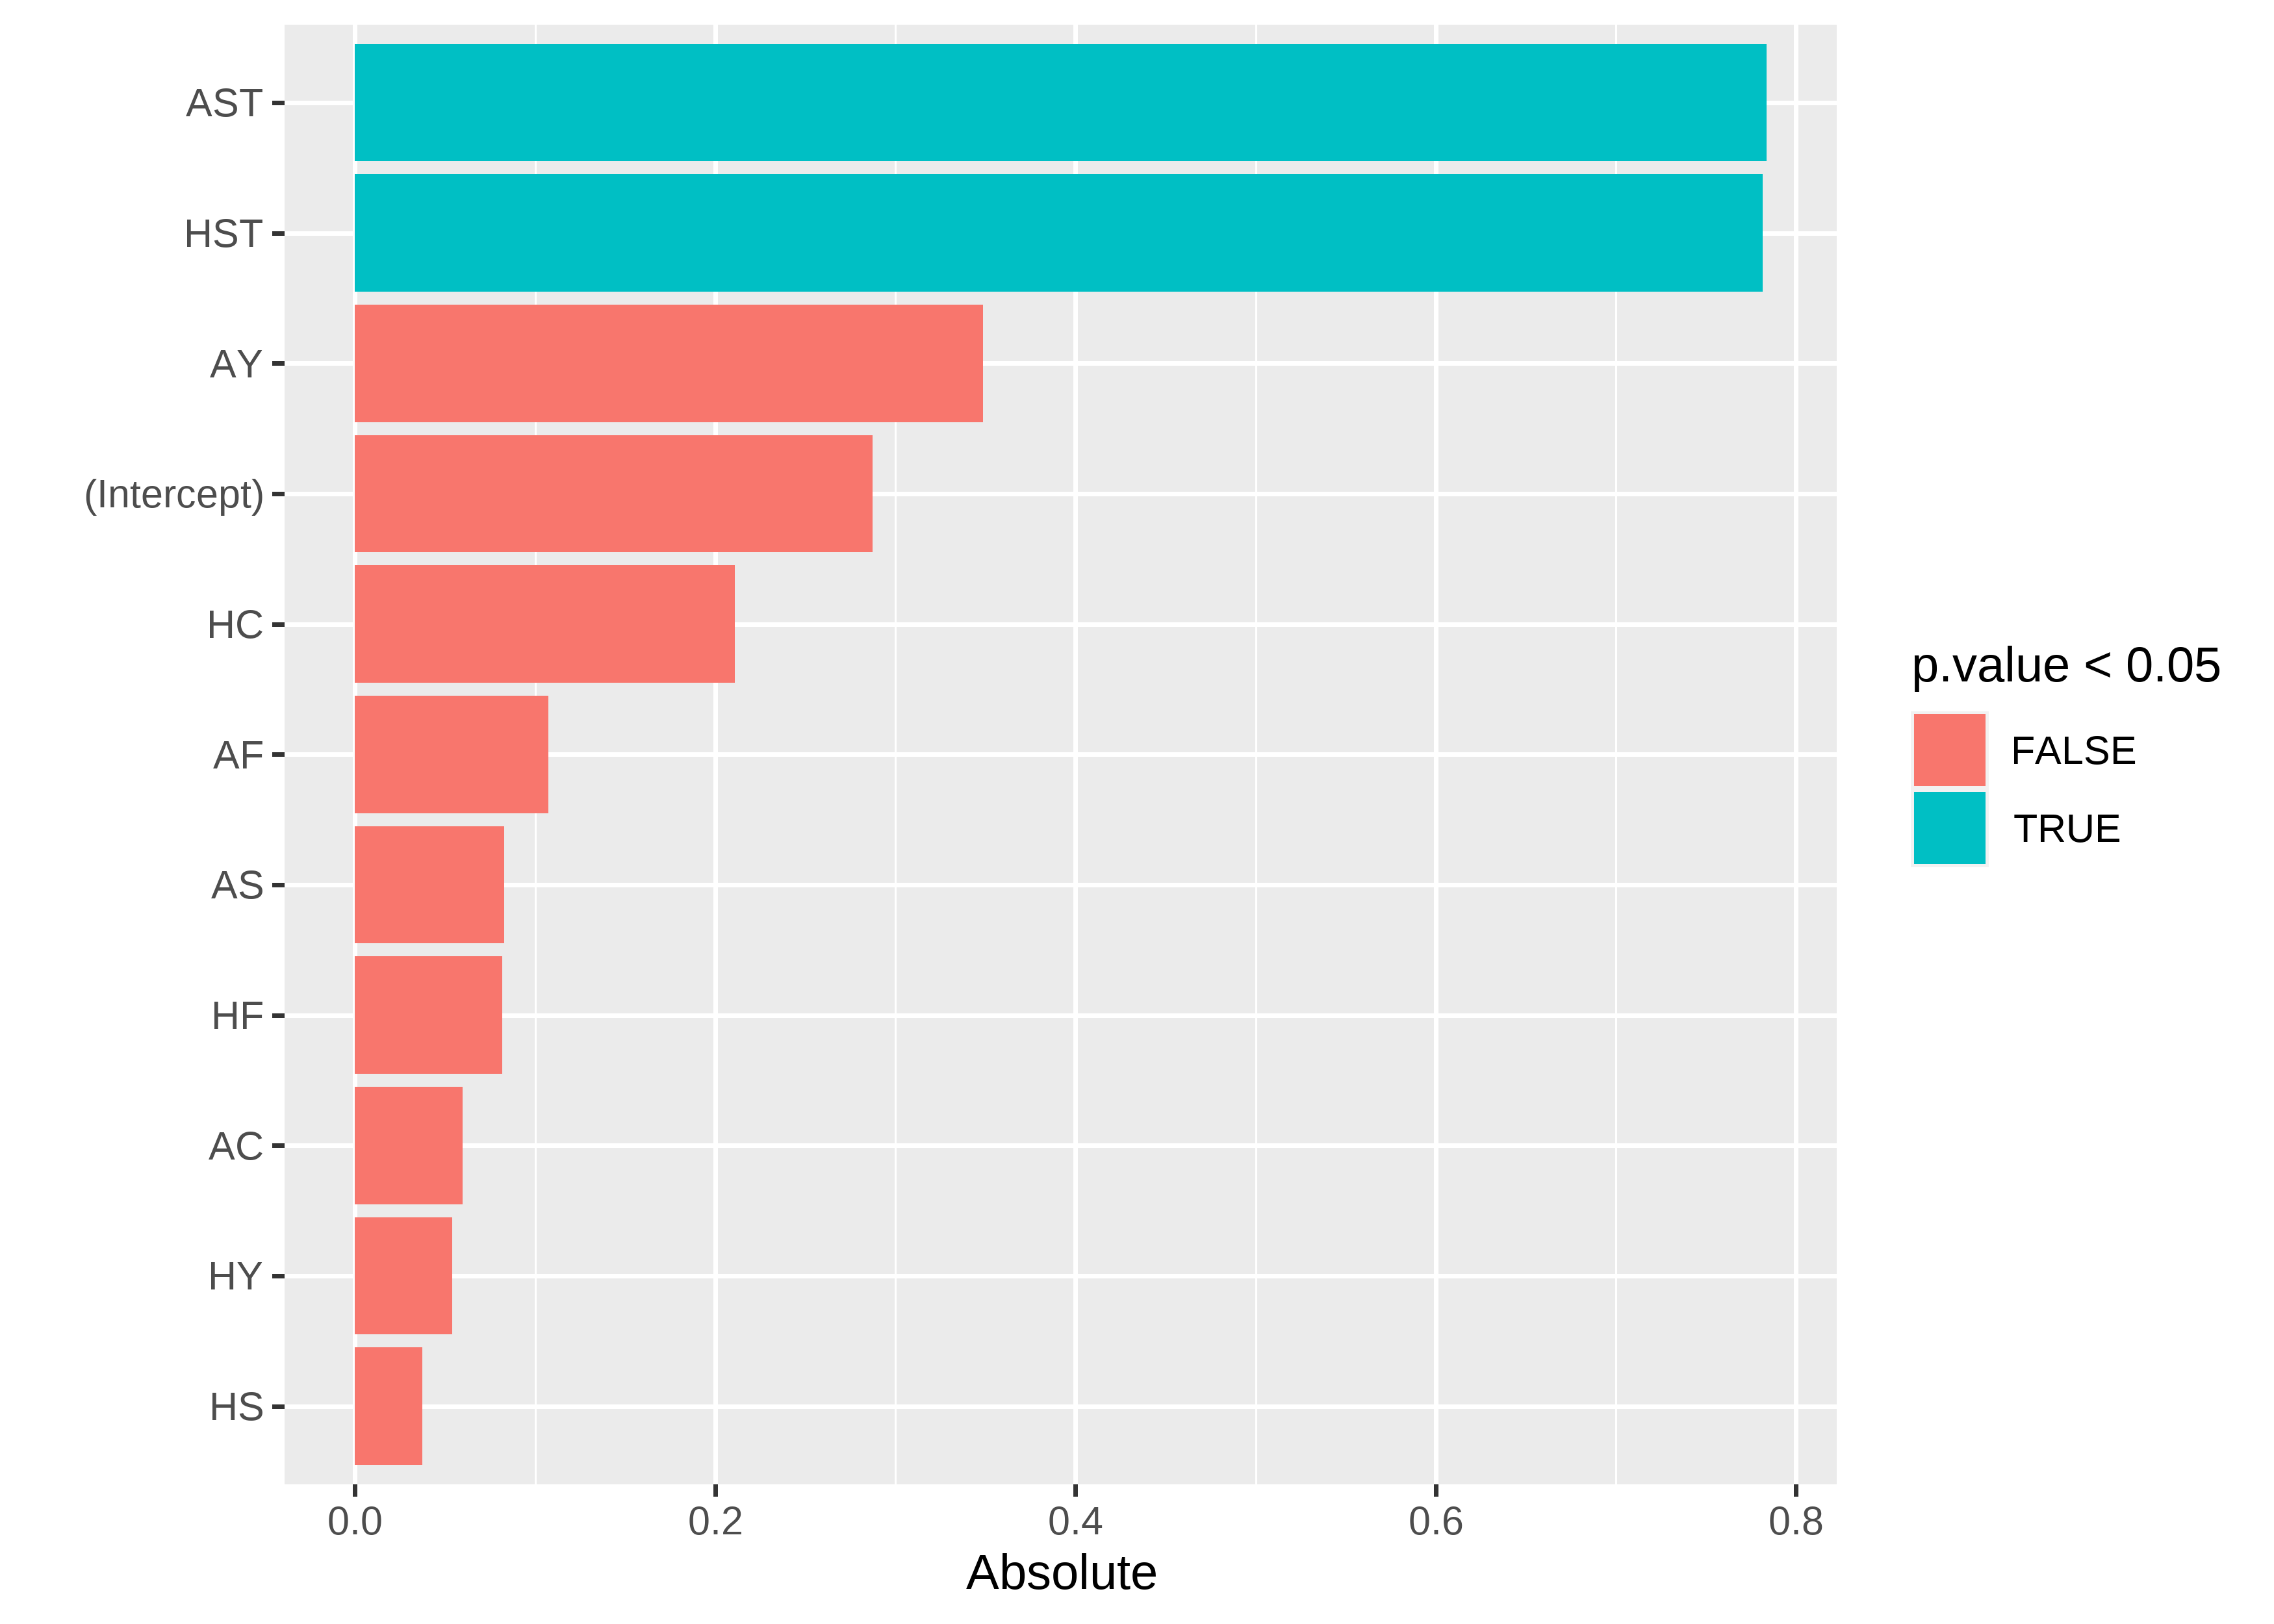 AST
HST
AY
(Intercept)
HC
AF
AS
HF
AC
HY
HS
0.0 0.2 0.4 0.6 0.8
Absolute
p.value < 0.05
FALSE
TRUE